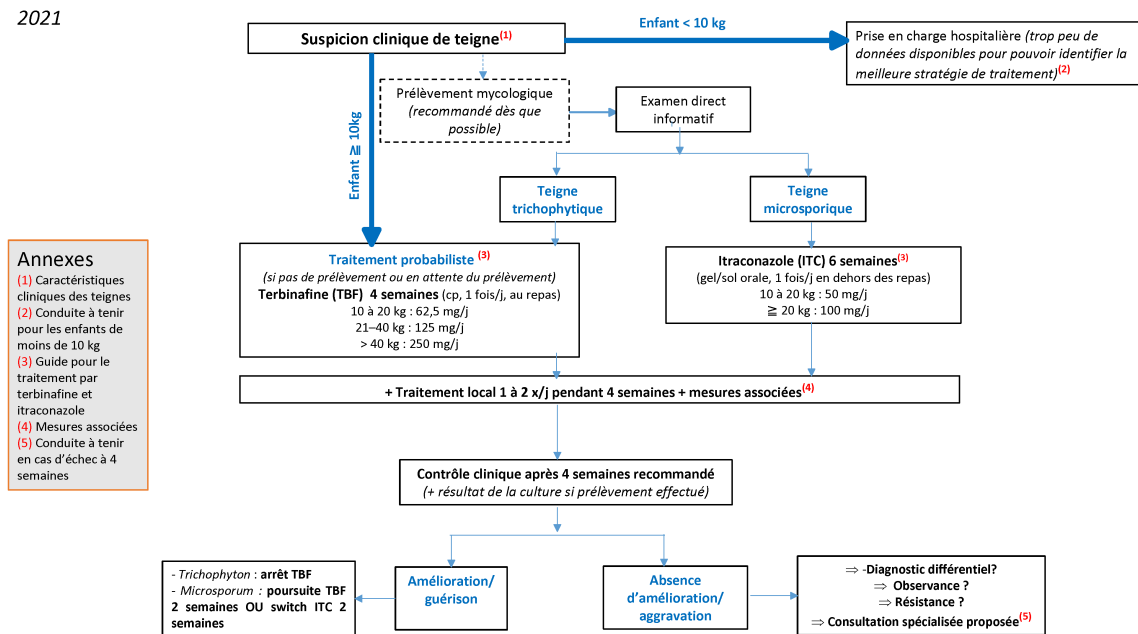 2021
Suspicion clinique de teigne(1)
Enfant < 10 kg
Prise en charge hospitalière (trop peu de
données disponibles pour pouvoir identifier la
meilleure stratégie de traitement)(2)
Prélèvement mycologique
(recommandé dès que
possible)
Examen direct
informatif
Enfant ≧ 10kg
Teigne
trichophytique
Teigne
microsporique
Annexes
(1) Caractéristiques
cliniques des teignes
(2) Conduite à tenir
pour les enfants de
moins de 10 kg
(3) Guide pour le
traitement par
terbinafine et
itraconazole
(4) Mesures associées
(5) Conduite à tenir
en cas d’échec à 4
semaines
Traitement probabiliste (3)
(si pas de prélèvement ou en attente du prélèvement)
Terbinafine (TBF) 4 semaines (cp, 1 fois/j, au repas)
10 à 20 kg : 62,5 mg/j
21–40 kg : 125 mg/j
> 40 kg : 250 mg/j
Itraconazole (ITC) 6 semaines(3)
(gel/sol orale, 1 fois/j en dehors des repas)
10 à 20 kg : 50 mg/j
≧ 20 kg : 100 mg/j
+ Traitement local 1 à 2 x/j pendant 4 semaines + mesures associées(4)
Contrôle clinique après 4 semaines recommandé
(+ résultat de la culture si prélèvement effectué)
- Trichophyton : arrêt TBF
- Microsporum : poursuite TBF
2 semaines OU switch ITC 2
semaines
Amélioration/
guérison
Absence
d’amélioration/
aggravation
⇒ -Diagnostic différentiel?
⇒ Observance ?
⇒ Résistance ?
⇒ Consultation spécialisée proposée(5)